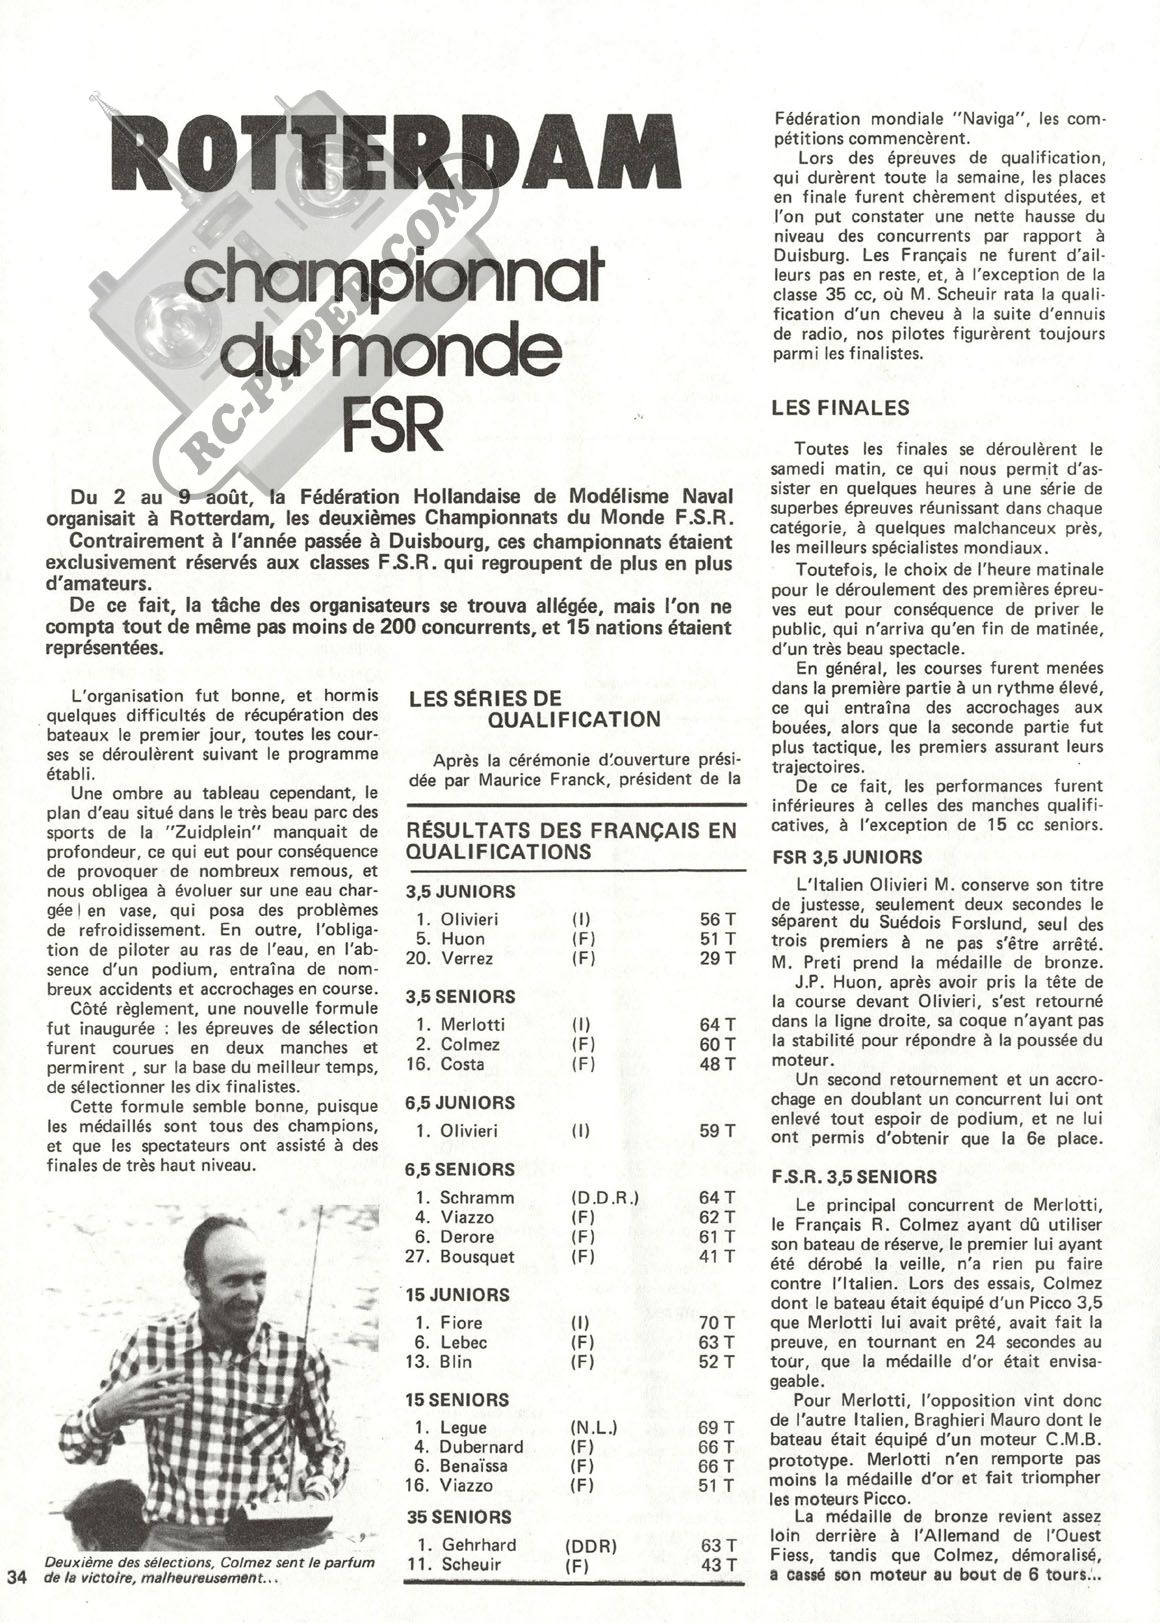 ROTTERDAM
championnat
du monde
FSR
RC-PAPER.COM
Du 2 au 9 août, la Fédération Hollandaise de Modélisme Naval
organisait à Rotterdam, les deuxièmes Championnats du Monde F.S.R.
Contrairement à l'année passée à Duisbourg, ces championnats étaient
exclusivement réservés aux classes F.S.R. qui regroupent de plus en plus
d'amateurs.
De ce fait, la tâche des organisateurs se trouva allégée, mais l'on ne
compta tout de même pas moins de 200 concurrents, et 15 nations étaient
représentées.
L'organisation fut bonne, et hormis
quelques difficultés de récupération des
bateaux le premier jour, toutes les cour-
ses se déroulèrent suivant le programme
établi.
Une ombre au tableau cependant, le
plan d'eau situé dans le très beau parc des
sports de la "Zuidplein" manquait de
profondeur, ce qui eut pour conséquence
de provoquer de nombreux remous, et
nous obligea à évoluer sur une eau char-
gée en vase, qui posa des problèmes
de refroidissement. En outre, l'obliga-
tion de piloter au ras de l'eau, en l'ab-
sence d'un podium, entraîna de nom-
breux accidents et accrochages en course.
Côté règlement, une nouvelle formule
fut inaugurée : les épreuves de sélection
furent courues en deux manches et
permirent , sur la base du meilleur temps,
de sélectionner les dix finalistes.
Cette formule semble bonne, puisque
les médaillés sont tous des champions,
et que les spectateurs ont assisté à des
finales de très haut niveau.
Deuxième des sélections, Colmez sent le parfum
de la victoire, malheureusement...
34
LES SÉRIES DE
QUALIFICATION
Après la cérémonie d'ouverture prési-
dée par Maurice Franck, président de la
RÉSULTATS DES FRANÇAIS EN
QUALIFICATIONS
3,5 JUNIORS
1. Olivieri (I) 56 T
5. Huon (F) 51 T
20. Verrez (F) 29 T
3,5 SENIORS
1. Merlotti (I) 64 T
2. Colmez (F) 60 T
16. Costa (F) 48 T
6,5 JUNIORS
1. Olivieri (I) 59 T
6,5 SENIORS
1. Schramm (D.D.R.) 64 T
4. Viazzo (F) 62 T
6. Derore (F) 61 T
27. Bousquet (F) 41 T
15 JUNIORS
1. Fiore (I) 70 T
6. Lebec (F) 63 T
13. Blin (F) 52 T
15 SENIORS
1. Legue (N.L.) 69 T
4. Dubernard (F) 66 T
6. Benaïssa (F) 66 T
16. Viazzo (F) 51 T
35 SENIORS
1. Gehrhard (DDR) 63 T
11. Scheuir (F) 43 T
Fédération mondiale "Naviga", les com-
pétitions commencèrent.
Lors des épreuves de qualification,
qui durèrent toute la semaine, les places
en finale furent chèrement disputées, et
l'on put constater une nette hausse du
niveau des concurrents par rapport à
Duisburg. Les Français ne furent d'ail-
leurs pas en reste, et, à l'exception de la
classe 35 cc, où M. Scheuir rata la quali-
fication d'un cheveu à la suite d'ennuis
de radio, nos pilotes figurèrent toujours
parmi les finalistes.
LES FINALES
Toutes les finales se déroulèrent le
samedi matin, ce qui nous permit d'as-
sister en quelques heures à une série de
superbes épreuves réunissant dans chaque
catégorie, à quelques malchanceux près,
les meilleurs spécialistes mondiaux.
Toutefois, le choix de l'heure matinale
pour le déroulement des premières épreu-
ves eut pour conséquence de priver le
public, qui n'arriva qu'en fin de matinée,
d'un très beau spectacle.
En général, les courses furent menées
dans la première partie à un rythme élevé,
ce qui entraîna des accrochages aux
bouées, alors que la seconde partie fut
plus tactique, les premiers assurant leurs
trajectoires.
De ce fait, les performances furent
inférieures à celles des manches qualifi-
catives, à l'exception de 15 cc seniors.
FSR 3,5 JUNIORS
L'Italien Olivieri M. conserve son titre
de justesse, seulement deux secondes le
séparent du Suédois Forslund, seul des
trois premiers à ne pas s'être arrêté.
M. Preti prend la médaille de bronze.
J.P. Huon, après avoir pris la tête de
la course devant Olivieri, s'est retourné
dans la ligne droite, sa coque n'ayant pas
la stabilité pour répondre à la poussée du
moteur.
Un second retournement et un accro-
chage en doublant un concurrent lui ont
enlevé tout espoir de podium, et ne lui
ont permis d'obtenir que la 6e place.
F.S.R. 3,5 SENIORS
Le principal concurrent de Merlotti,
le Français R. Colmez ayant dû utiliser
son bateau de réserve, le premier lui ayant
été dérobé la veille, n'a rien pu faire
contre l'Italien. Lors des essais, Colmez
dont le bateau était équipé d'un Picco 3,5
que Merlotti lui avait prêté, avait fait la
preuve, en tournant en 24 secondes au
tour, que la médaille d'or était envisa-
geable.
Pour Merlotti, l'opposition vint donc
de l'autre Italien, Braghieri Mauro dont le
bateau était équipé d'un moteur C.M.B.
prototype. Merlotti n'en remporte pas
moins la médaille d'or et fait triompher
les moteurs Picco.
La médaille de bronze revient assez
loin derrière à l'Allemand de l'Ouest
Fiess, tandis que Colmez, démoralisé,
a cassé son moteur au bout de 6 tours...